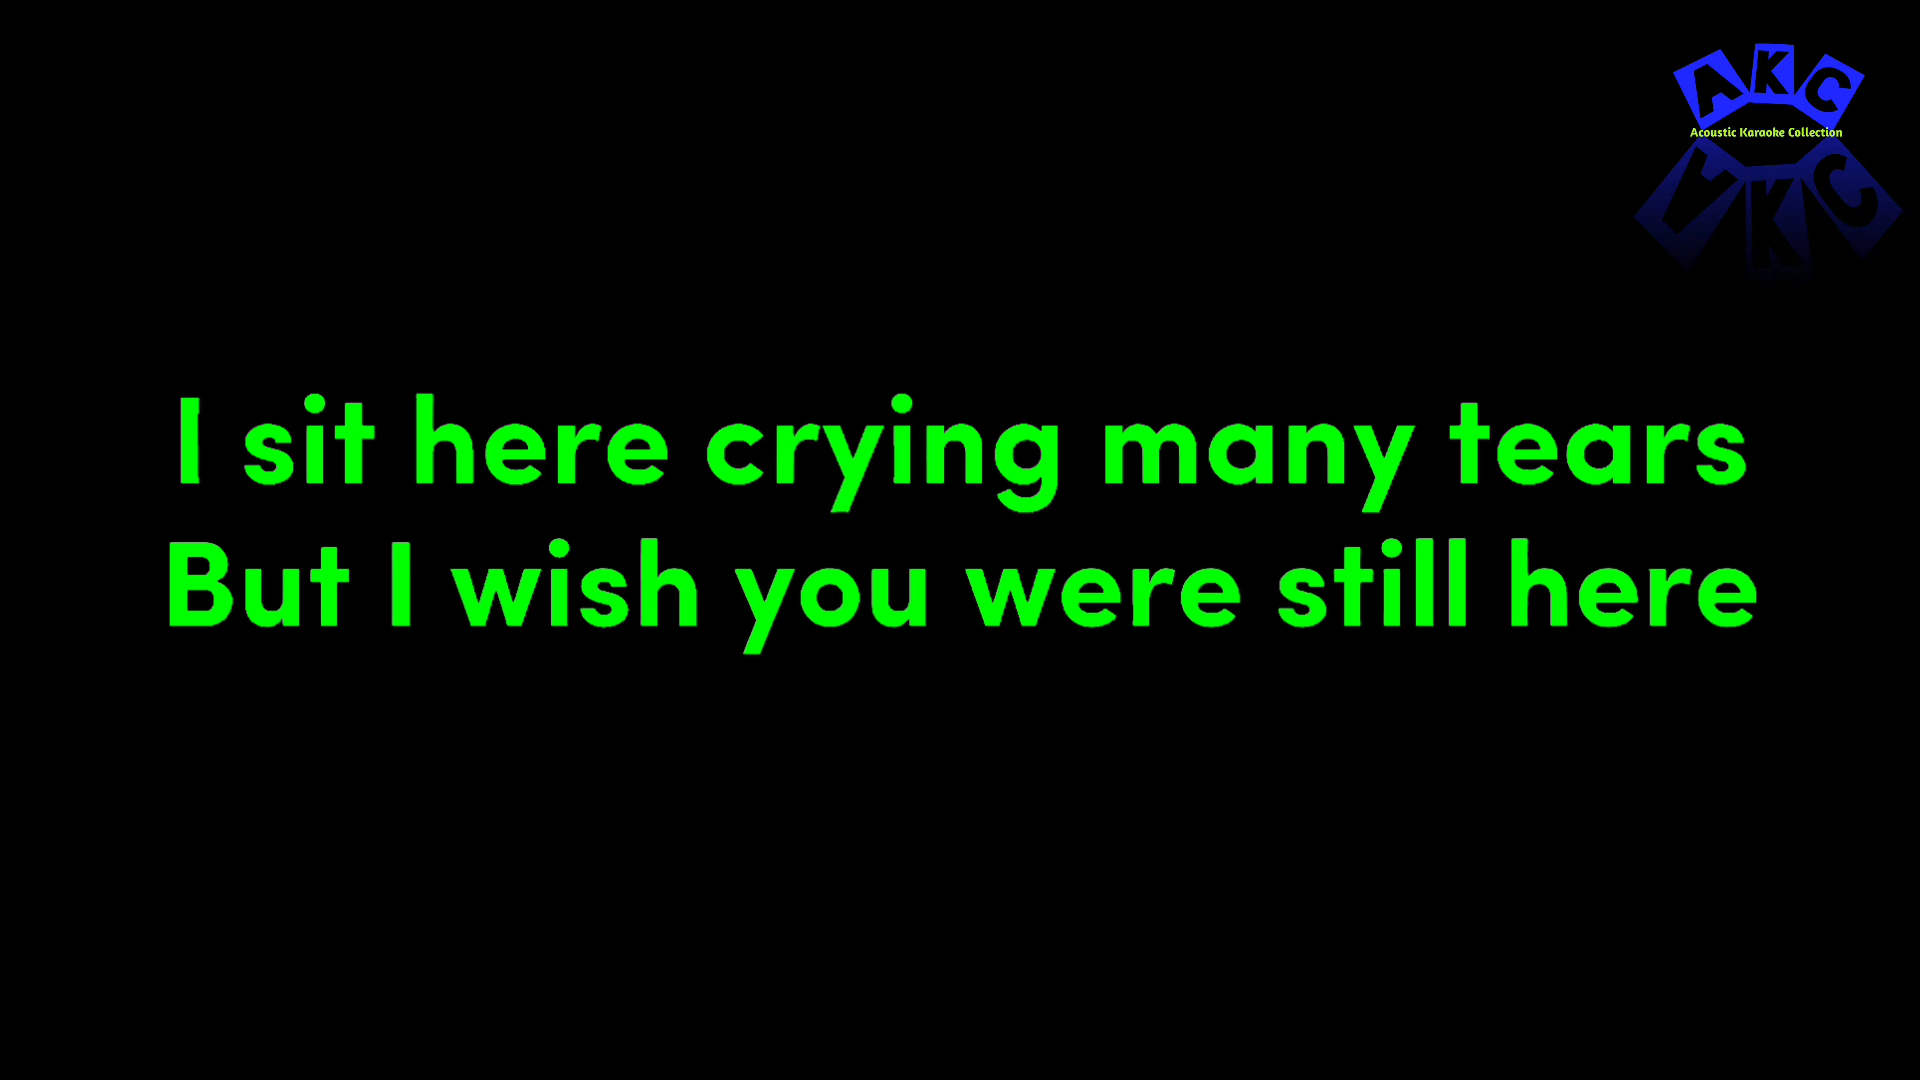 AKC
Acoustic Karaoke Collection
I sit here crying many tears
But I wish you were still here